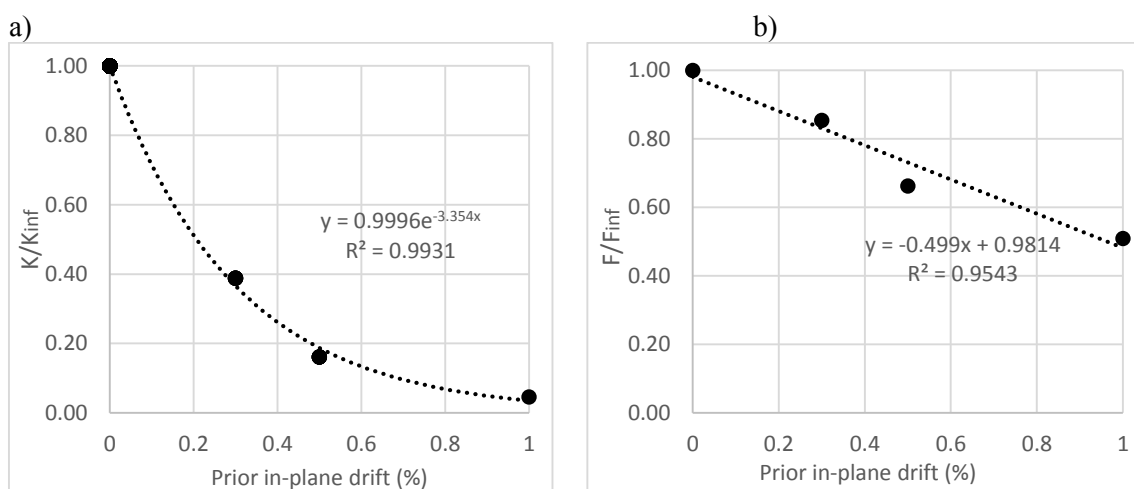 a)
1.00
0.80
0.60
0.40
0.20
0.00
K/Kinf
y = 0.9996e-3.354x
R² = 0.9931
0 0.2 0.4 0.6 0.8 1
Prior in-plane drift (%)
b)
1.00
0.80
0.60
0.40
0.20
0.00
F/Finf
y = -0.499x + 0.9814
R² = 0.9543
0 0.2 0.4 0.6 0.8 1
Prior in-plane drift (%)